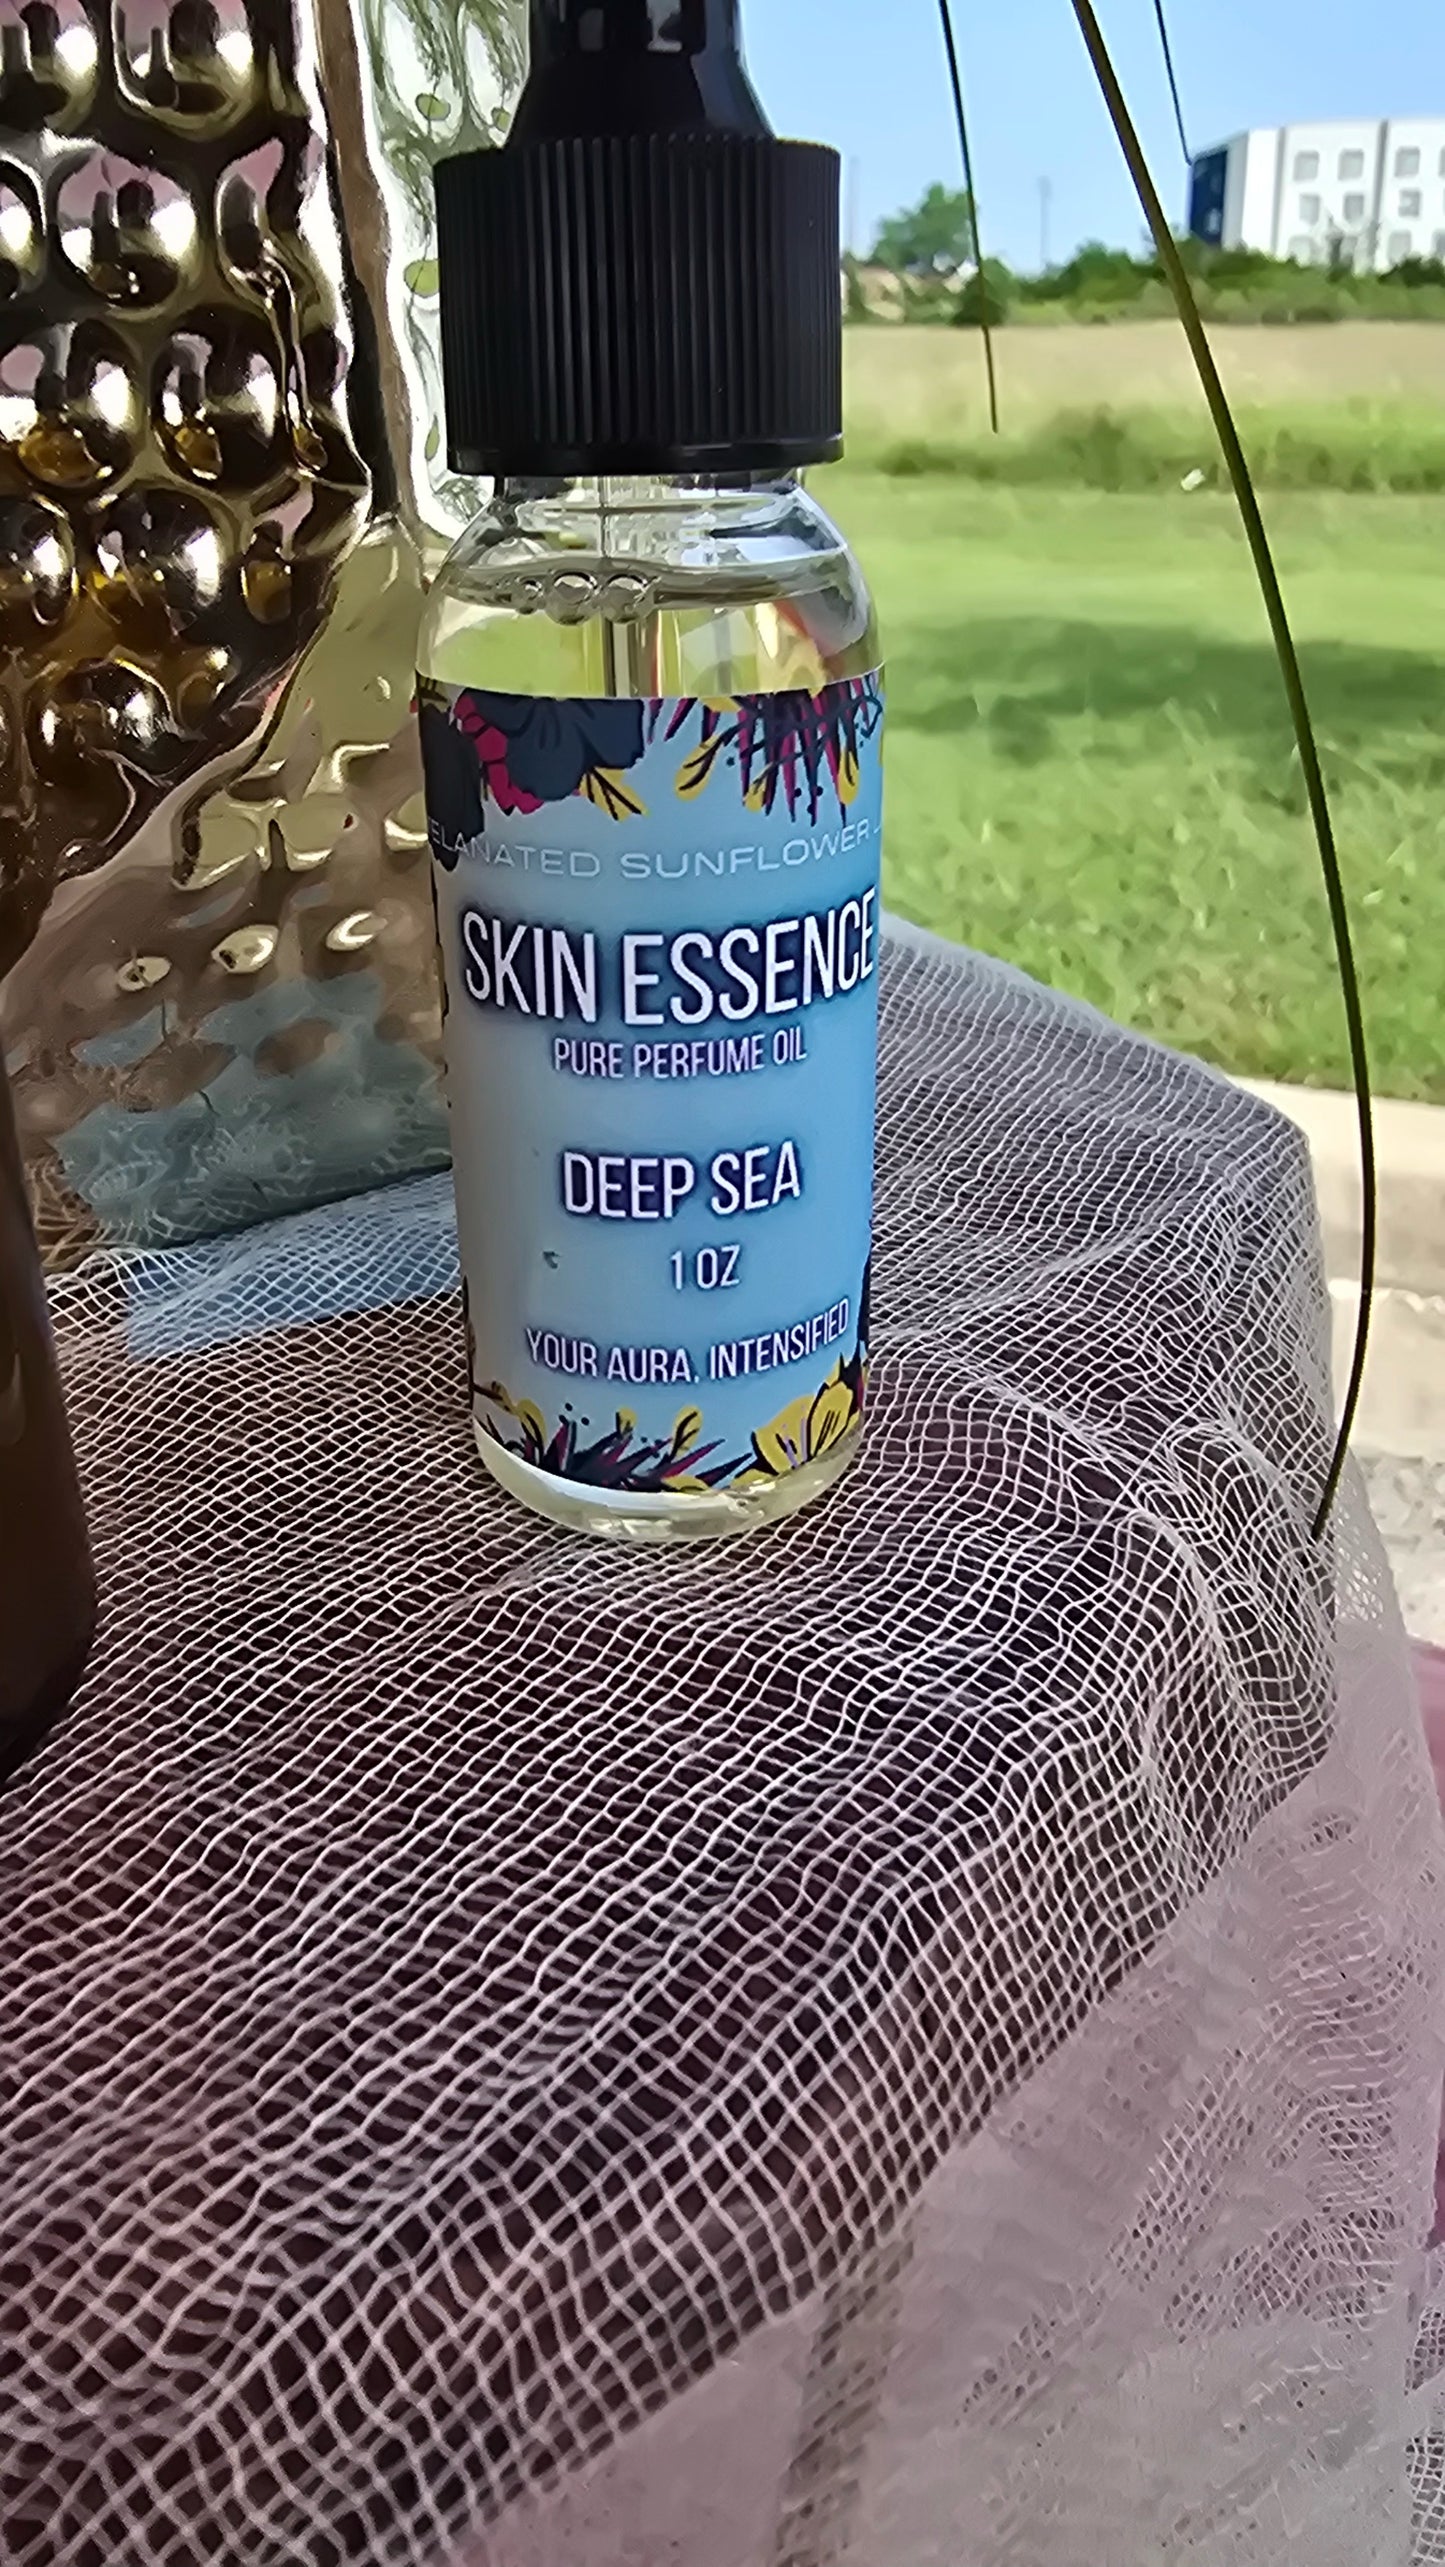 ELANATED SUNFLOWER
SKIN ESSENCE
PURE PERFUME OIL
DEEP SEA
1 OZ
YOUR AURA, INTENSIFIED